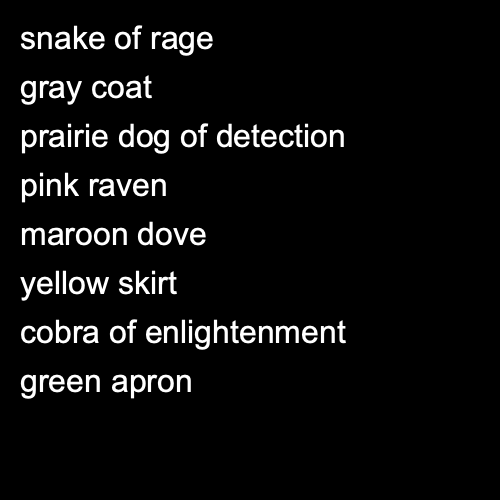 snake of rage
gray coat
prairie dog of detection
pink raven
maroon dove
yellow skirt
cobra of enlightenment
green apron